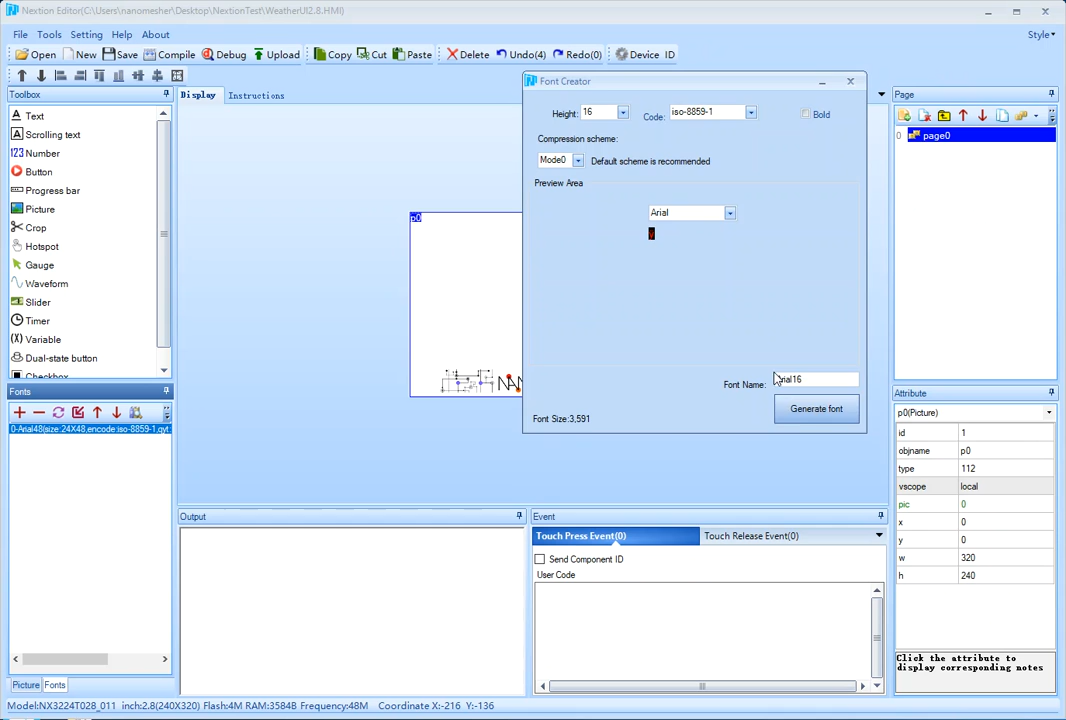 Nextion Editor(C:\Users\nanomesher\Desktop\NextionTest\WeatherUI2.8.HMI)
File Tools Setting Help About Style
Open New Save Compile Debug Upload Copy Cut Paste Delete Undo(4) Redo(0) Device ID
Toolbox
Text
Scrolling text
123 Number
Button
Progress bar
Picture
Crop
Hotspot
Gauge
Waveform
Slider
Timer
(X) Variable
Dual-state button
Checkbox
Fonts
0-Arial48(size:24X48,encode:iso-8859-1,qyt:
Picture Fonts
Display Instructions
p0
NAN
Font Creator
Height: 16 Code: iso-8859-1 Bold
Compression scheme:
Mode0 Default scheme is recommended
Preview Area
Arial
Font Name: rial16
Generate font
Font Size:3,591
Output
Event
Touch Press Event(0) Touch Release Event(0)
Send Component ID
User Code
Page
0 page0
Attribute
p0(Picture)
id 1
objname p0
type 112
vscope local
pic 0
x 0
y 0
w 320
h 240
Click the attribute to
display corresponding notes
Model:NX3224T028_011 inch:2.8(240X320) Flash:4M RAM:3584B Frequency:48M Coordinate X:-216 Y:-136